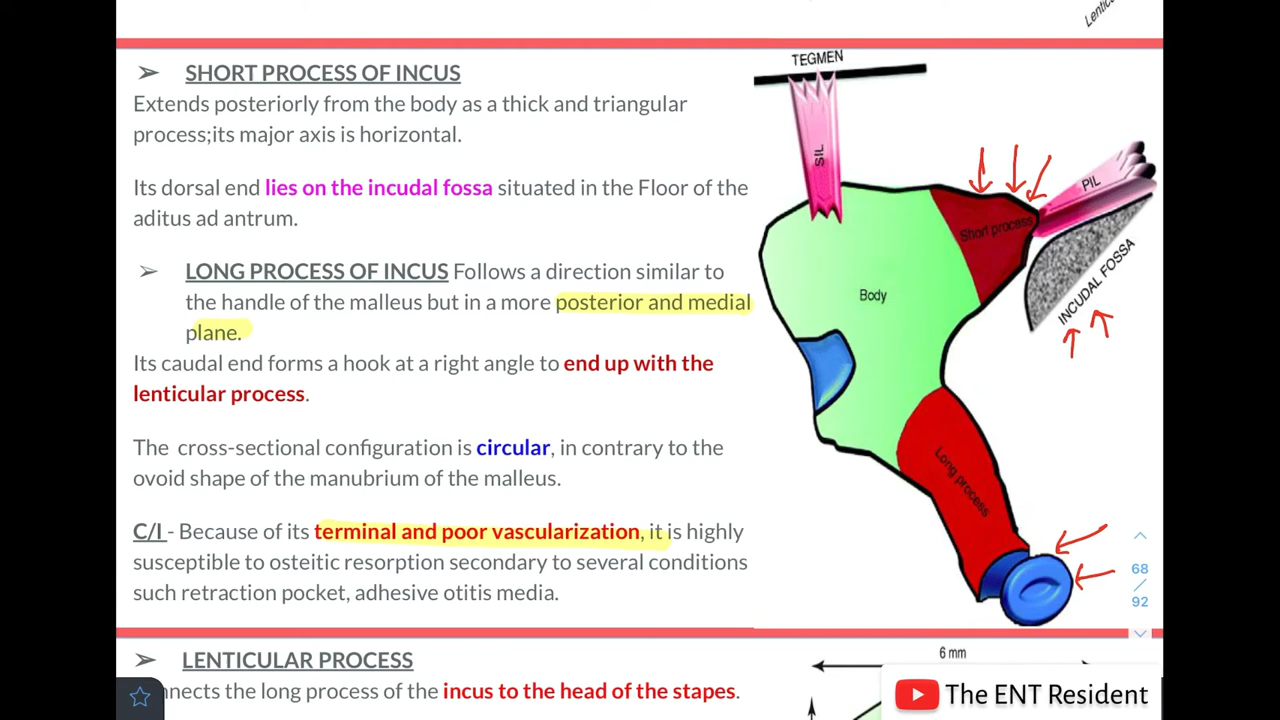 Lentic
➢ SHORT PROCESS OF INCUS
Extends posteriorly from the body as a thick and triangular
process;its major axis is horizontal.
Its dorsal end lies on the incudal fossa situated in the Floor of the
aditus ad antrum.
➢ LONG PROCESS OF INCUS Follows a direction similar to
the handle of the malleus but in a more posterior and medial
plane.
Its caudal end forms a hook at a right angle to end up with the
lenticular process.
The cross-sectional configuration is circular, in contrary to the
ovoid shape of the manubrium of the malleus.
C/I - Because of its terminal and poor vascularization, it is highly
susceptible to osteitic resorption secondary to several conditions
such retraction pocket, adhesive otitis media.
TEGMEN
SIL
PIL
Short process
INCUDAL FOSSA
Body
Long process
68
/
92
➢ LENTICULAR PROCESS
nnects the long process of the incus to the head of the stapes.
6 mm
The ENT Resident